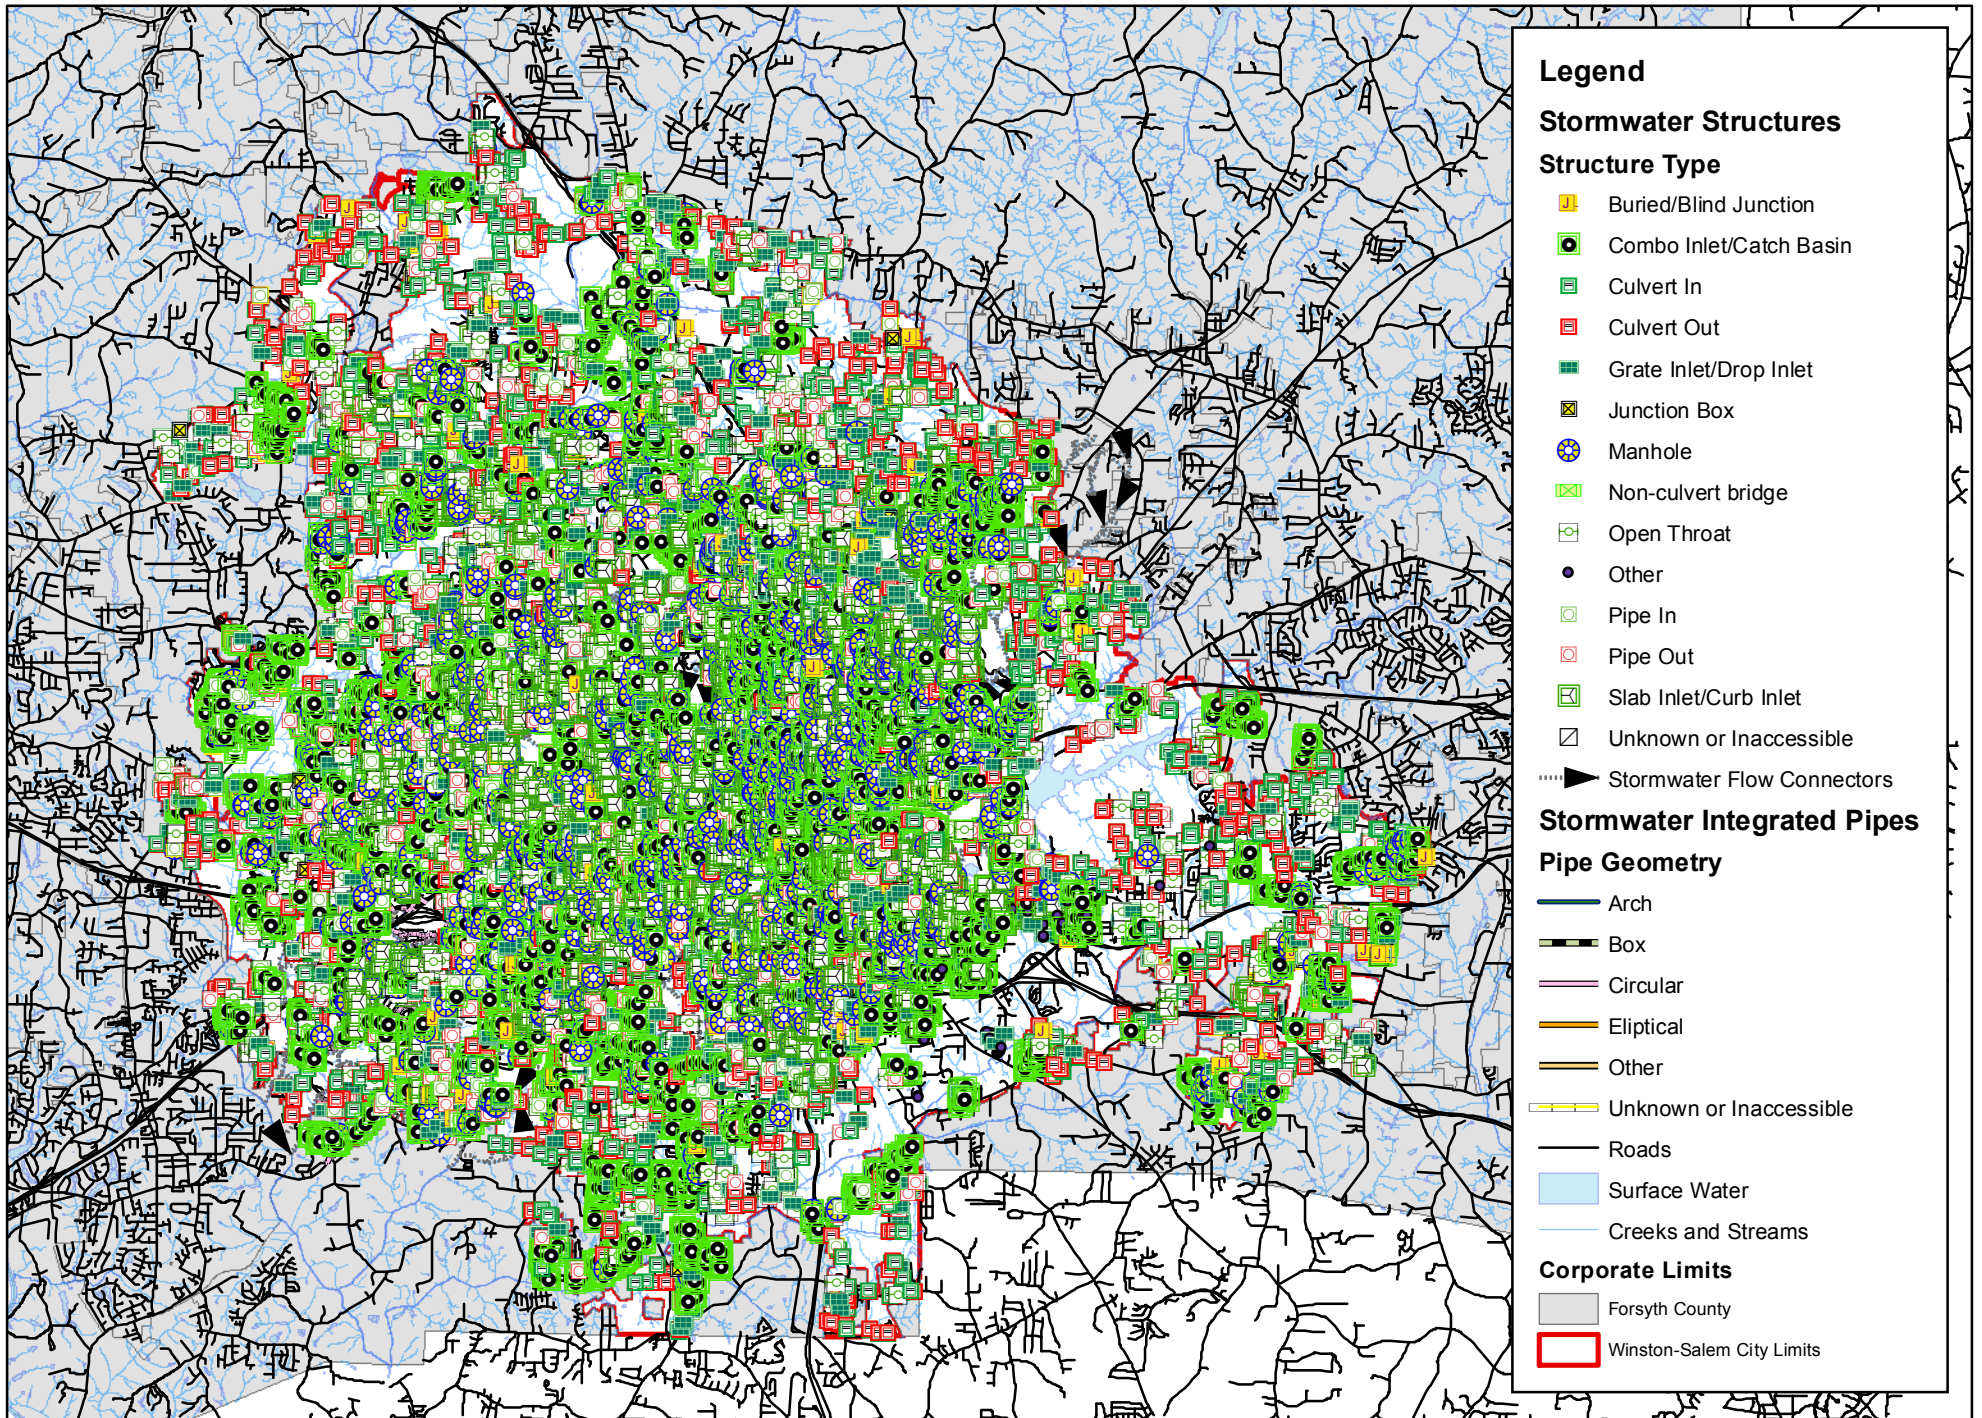 Legend
Stormwater Structures
Structure Type
Buried/Blind Junction
Combo Inlet/Catch Basin
Culvert In
Culvert Out
Grate Inlet/Drop Inlet
Junction Box
Manhole
Non-culvert bridge
Open Throat
Other
Pipe In
Pipe Out
Slab Inlet/Curb Inlet
Unknown or Inaccessible
Stormwater Flow Connectors
Stormwater Integrated Pipes
Pipe Geometry
Arch
Box
Circular
Eliptical
Other
Unknown or Inaccessible
Roads
Surface Water
Creeks and Streams
Corporate Limits
Forsyth County
Winston-Salem City Limits